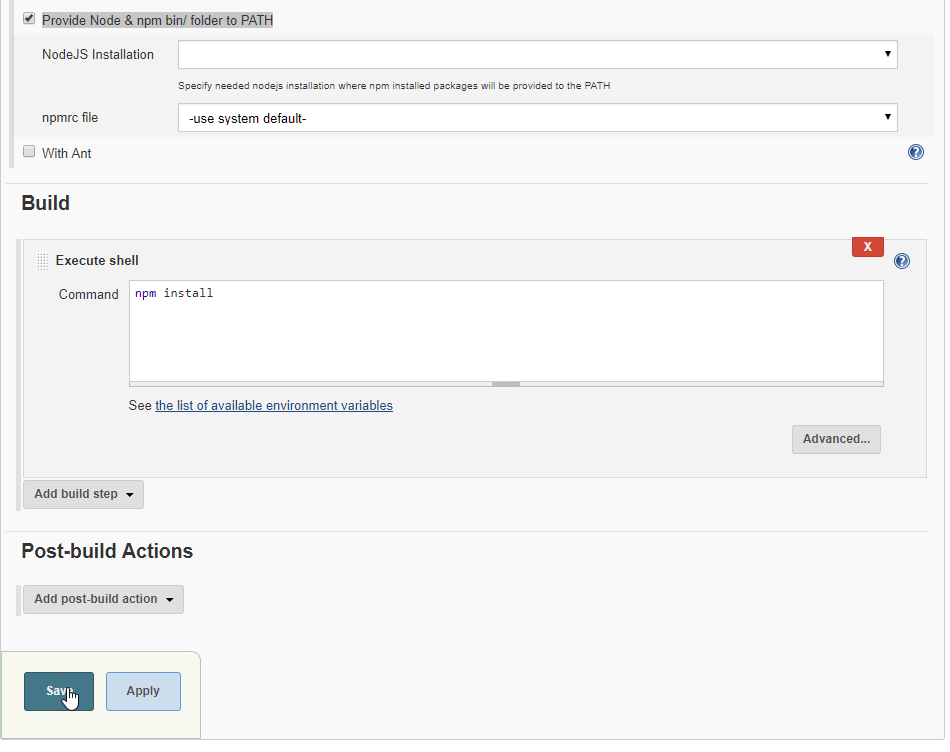 Provide Node & npm bin/ folder to PATH
NodeJS Installation
Specify needed nodejs installation where npm installed packages will be provided to the PATH
npmrc file
-use system default-
With Ant
?
Build
X
Execute shell
?
Command
npm install
See the list of available environment variables
Advanced...
Add build step
Post-build Actions
Add post-build action
Save
Apply